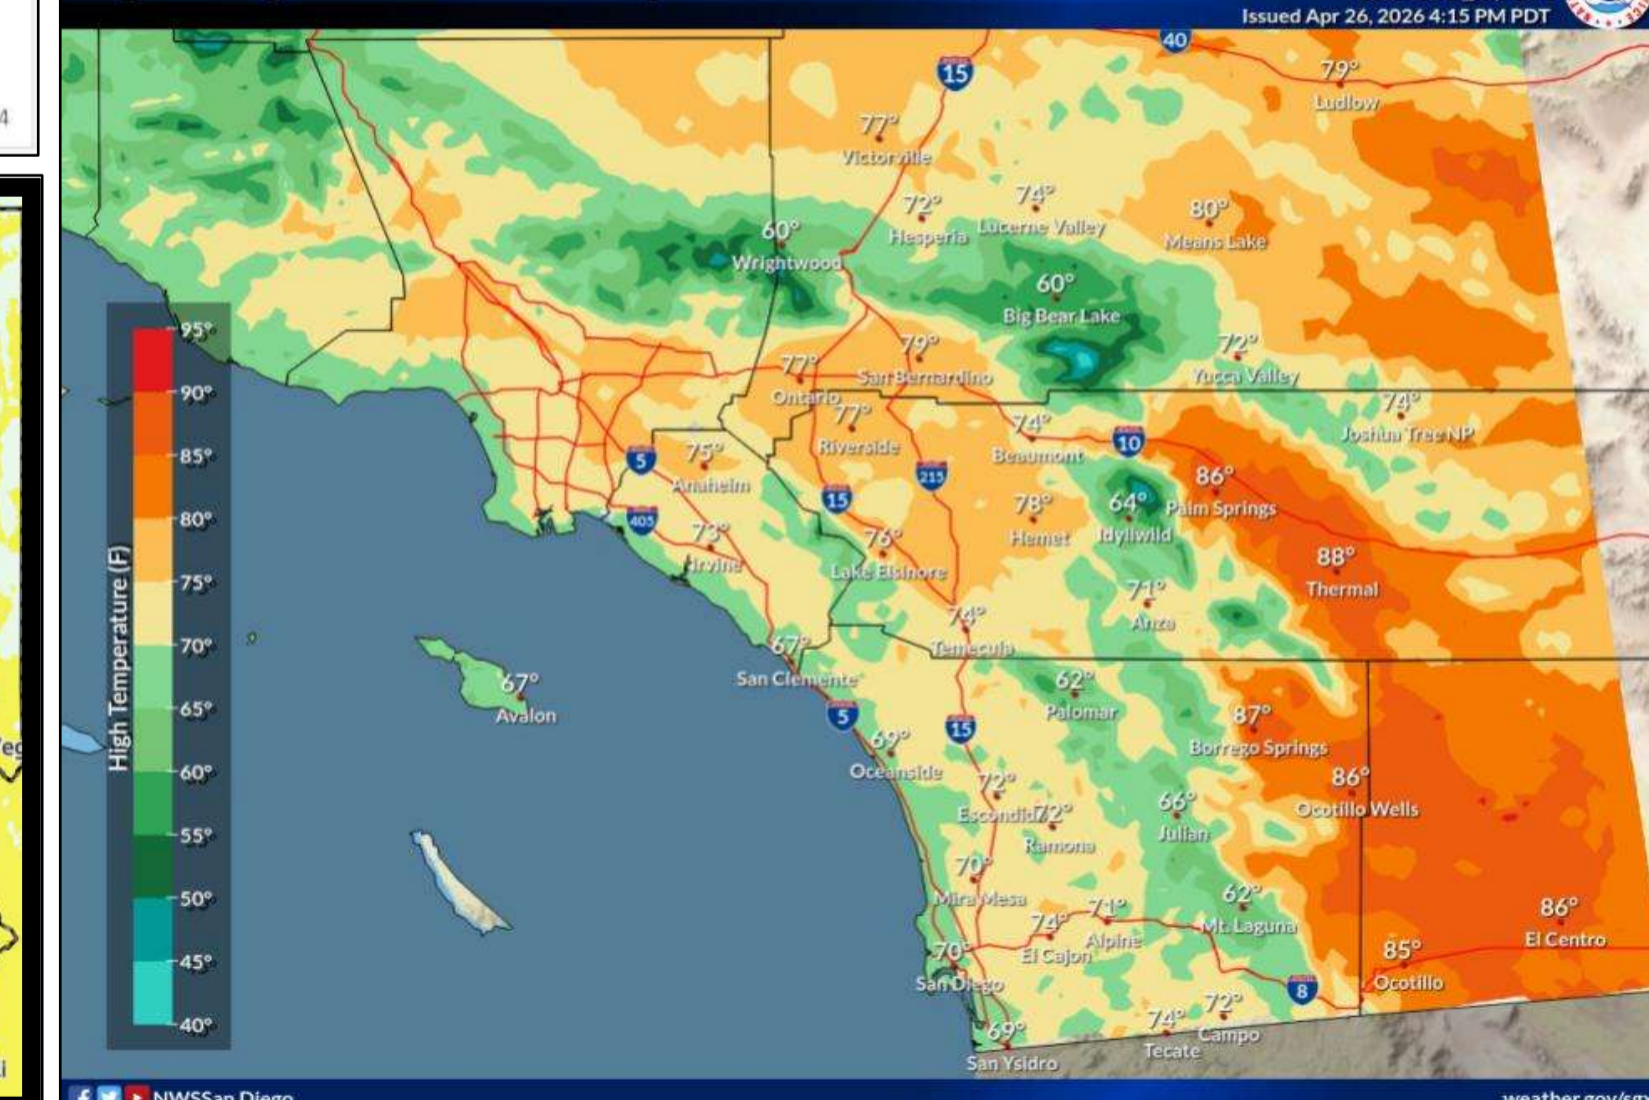 Issued Apr 26, 2026 4:15 PM PDT
40
15
79°
Ludlow
4
77°
Victorville
72°
Hesperia
74°
Lucerne Valley
80°
Means Lake
60°
Wrightwood
60°
Big Bear Lake
79°
San Bernardino
72°
Yucca Valley
77°
Ontario
77°
Riverside
74°
Beaumont
10
74°
Joshua Tree NP
5
75°
Anaheim
15
215
405
73°
Irvine
76°
Lake Elsinore
78°
Hemet
64°
Idyllwild
86°
Palm Springs
88°
Thermal
71°
Anza
74°
Temecula
67°
San Clemente
67°
Avalon
5
15
62°
Palomar
87°
Borrego Springs
69°
Oceanside
86°
Ocotillo Wells
72°
Escondido
72°
Ramona
66°
Julian
70°
Mira Mesa
74°
El Cajon
71°
Alpine
62°
Mt. Laguna
86°
El Centro
85°
Ocotillo
70°
San Diego
8
69°
San Ysidro
74°
Tecate
72°
Campo
High Temperature (F)
95°
90°
85°
80°
75°
70°
65°
60°
55°
50°
45°
40°
NWSSan Diego
weather.gov/sg